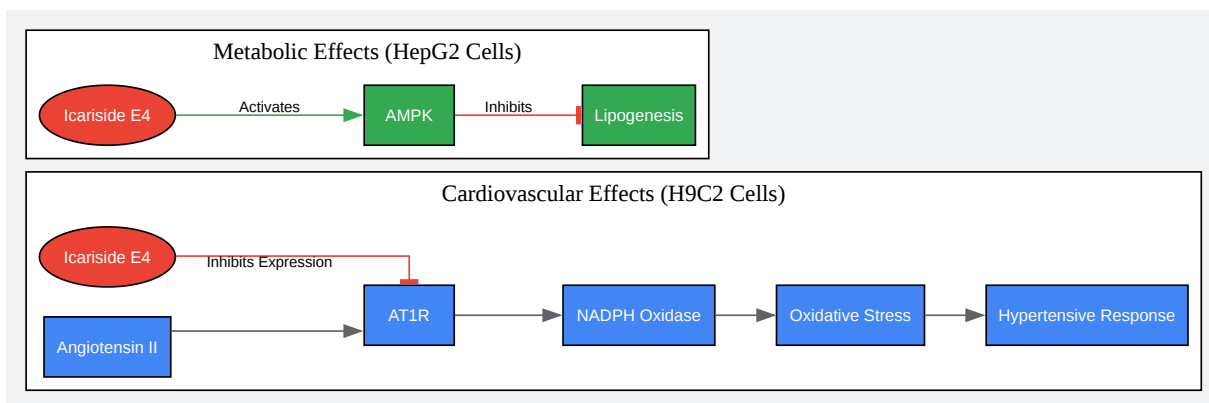 Metabolic Effects (HepG2 Cells)
Icariside E4
Activates
AMPK
Inhibits
Lipogenesis
Cardiovascular Effects (H9C2 Cells)
Icariside E4
Inhibits Expression
Angiotensin II
AT1R
NADPH Oxidase
Oxidative Stress
Hypertensive Response